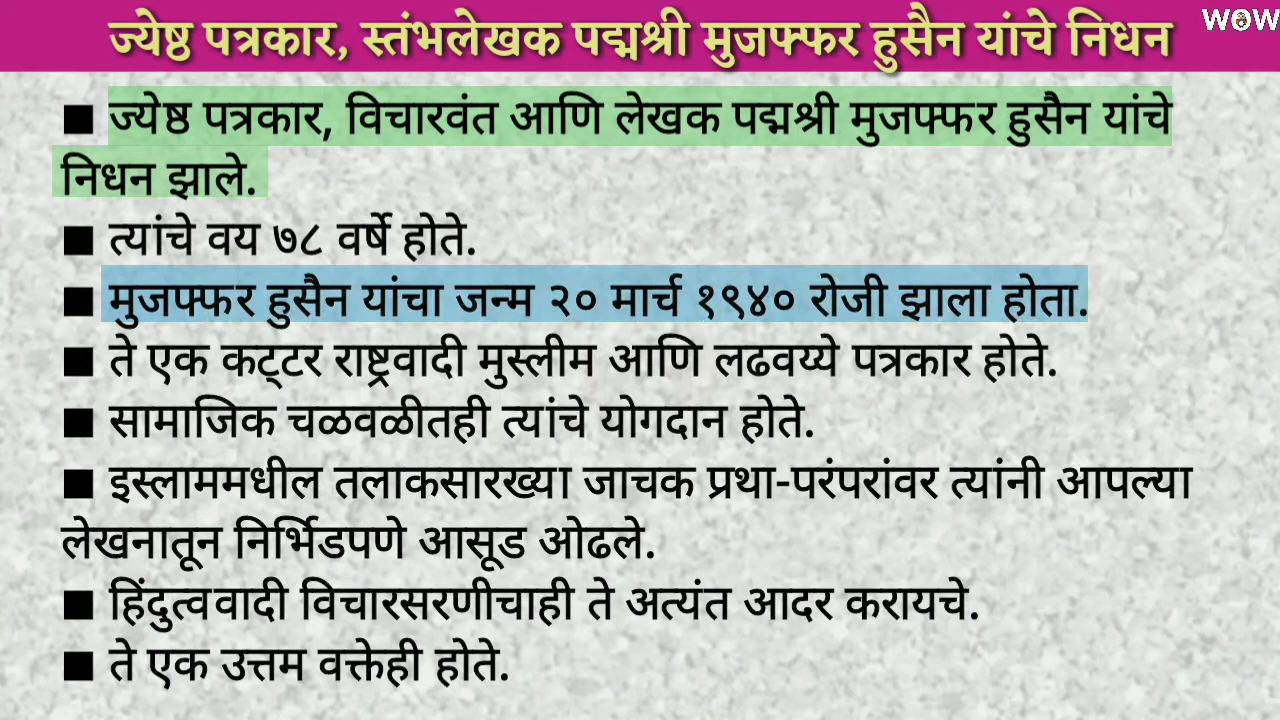 ज्येष्ठ पत्रकार, स्तंभलेखक पद्मश्री मुजफ्फर हुसैन यांचे निधन
WOW
■ ज्येष्ठ पत्रकार, विचारवंत आणि लेखक पद्मश्री मुजफ्फर हुसैन यांचे
निधन झाले.
■ त्यांचे वय ७८ वर्षे होते.
■ मुजफ्फर हुसैन यांचा जन्म २० मार्च १९४० रोजी झाला होता.
■ ते एक कट्टर राष्ट्रवादी मुस्लीम आणि लढवय्ये पत्रकार होते.
■ सामाजिक चळवळीतही त्यांचे योगदान होते.
■ इस्लाममधील तलाकसारख्या जाचक प्रथा-परंपरांवर त्यांनी आपल्या
लेखनातून निर्भिडपणे आसूड ओढले.
■ हिंदुत्ववादी विचारसरणीचाही ते अत्यंत आदर करायचे.
■ ते एक उत्तम वक्तेही होते.